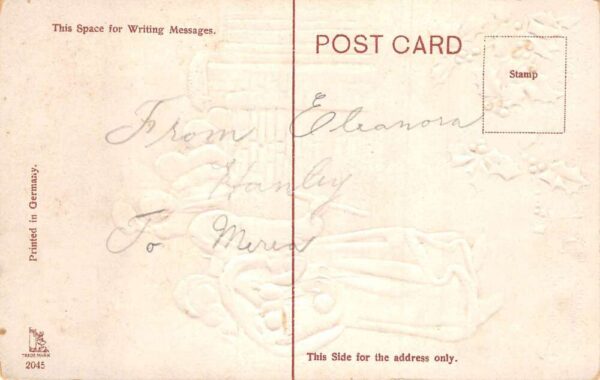 This Space for Writing Messages.
POST CARD
Stamp
From Eleanora
Hanley
To Merea
Printed in Germany.
TRADE MARK
2045
This Side for the address only.